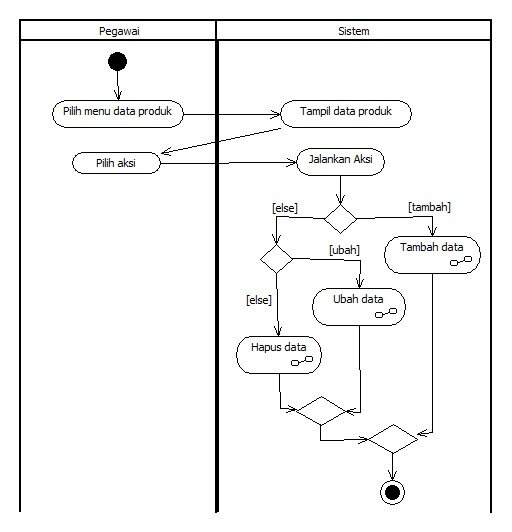 Pegawai
Sistem
Pilih menu data produk
Tampil data produk
Pilih aksi
Jalankan Aksi
[else]
[tambah]
[ubah]
Tambah data
[else]
Ubah data
Hapus data